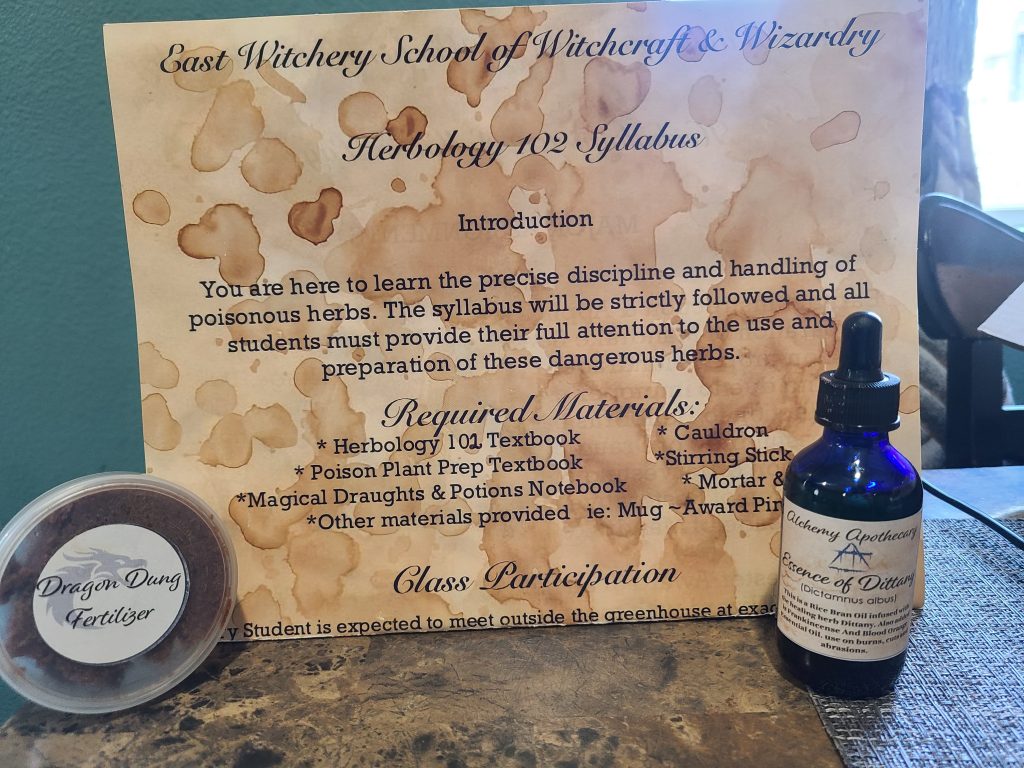 East Witchery School of Witchcraft & Wizardry
Herbology 102 Syllabus
Introduction
You are here to learn the precise discipline and handling of
poisonous herbs. The syllabus will be strictly followed and all
students must provide their full attention to the use and
preparation of these dangerous herbs.
Required Materials:
* Herbology 101 Textbook * Cauldron
* Poison Plant Prep Textbook *Stirring Stick
*Magical Draughts & Potions Notebook * Mortar &
*Other materials provided ie: Mug ~Award Pin
Class Participation
y Student is expected to meet outside the greenhouse at exac
Dragon Dung
Fertilizer
Alchemy Apothecary
Essence of Dittany
(Dictamnus albus)
This is a Rice Bran Oil infused with
healing herb Dittany. Also added
Frankincense And Blood Orange
Essential Oil. use on burns, cuts and
abrasions.